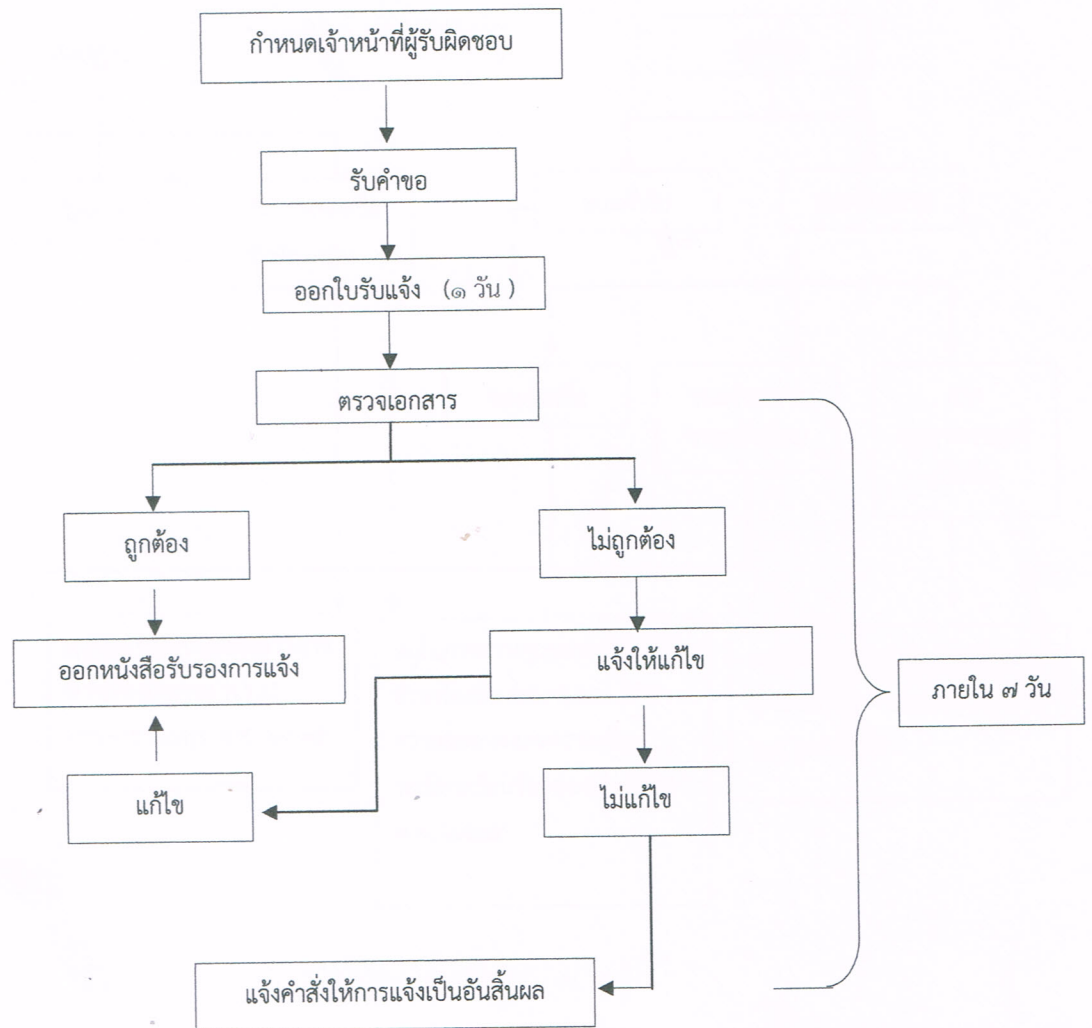 กำหนดเจ้าหน้าที่ผู้รับผิดชอบ
รับคำขอ
ออกใบรับแจ้ง (๑ วัน )
ตรวจเอกสาร
ถูกต้อง
ไม่ถูกต้อง
ออกหนังสือรับรองการแจ้ง
แจ้งให้แก้ไข
ภายใน ๗ วัน
แก้ไข
ไม่แก้ไข
แจ้งคำสั่งให้การแจ้งเป็นอันสิ้นผล